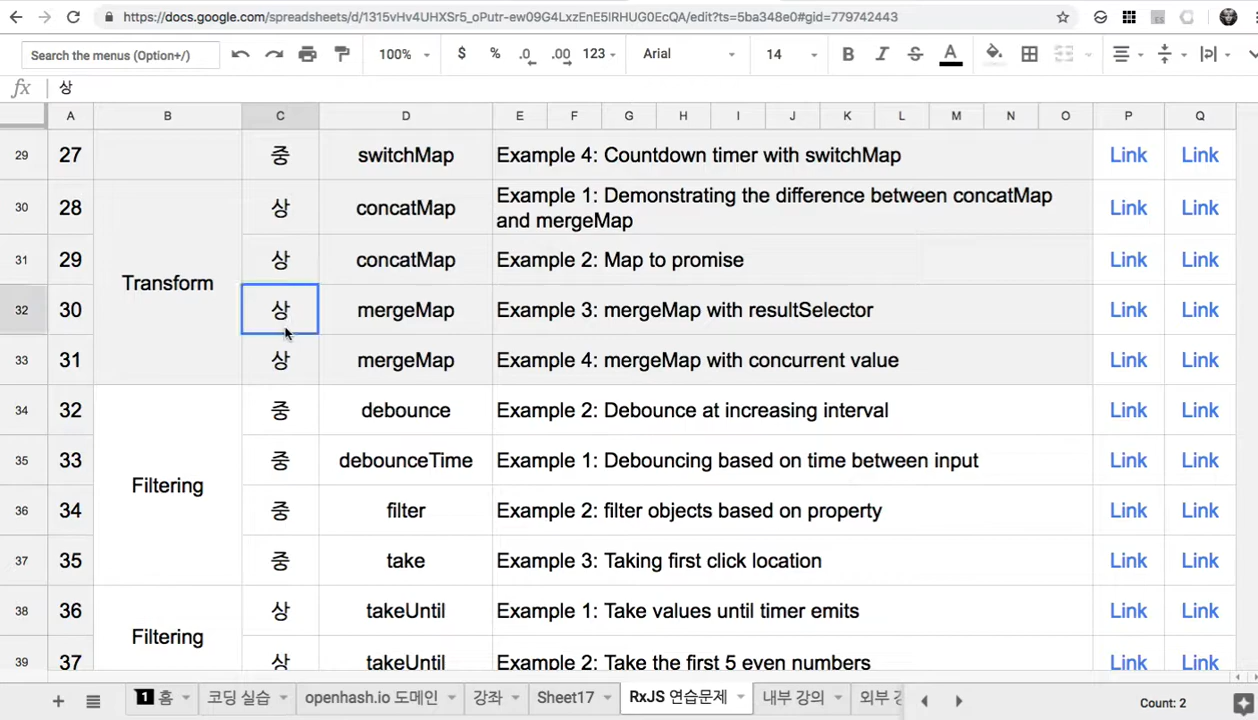 https://docs.google.com/spreadsheets/d/1315vHv4UHXSr5_oPutr-ew09G4LxzEnE5lRHUG0EcQA/edit?ts=5ba348e0#gid=779742443
Search the menus (Option+/) 100% $ % .0 .00 123 Arial 14 B I S A
fx 상
A B C D E F G H I J K L M N O P Q
29 27 중 switchMap Example 4: Countdown timer with switchMap Link Link
30 28 상 concatMap Example 1: Demonstrating the difference between concatMap
and mergeMap Link Link
31 29 상 concatMap Example 2: Map to promise Link Link
Transform
32 30 상 mergeMap Example 3: mergeMap with resultSelector Link Link
33 31 상 mergeMap Example 4: mergeMap with concurrent value Link Link
34 32 중 debounce Example 2: Debounce at increasing interval Link Link
35 33 중 debounceTime Example 1: Debouncing based on time between input Link Link
Filtering
36 34 중 filter Example 2: filter objects based on property Link Link
37 35 중 take Example 3: Taking first click location Link Link
38 36 상 takeUntil Example 1: Take values until timer emits Link Link
Filtering
39 37 상 takeUntil Example 2: Take the first 5 even numbers Link Link
+ 1 홈 코딩 실습 openhash.io 도메인 강좌 Sheet17 RxJS 연습문제 내부 강의 외부 Count: 2